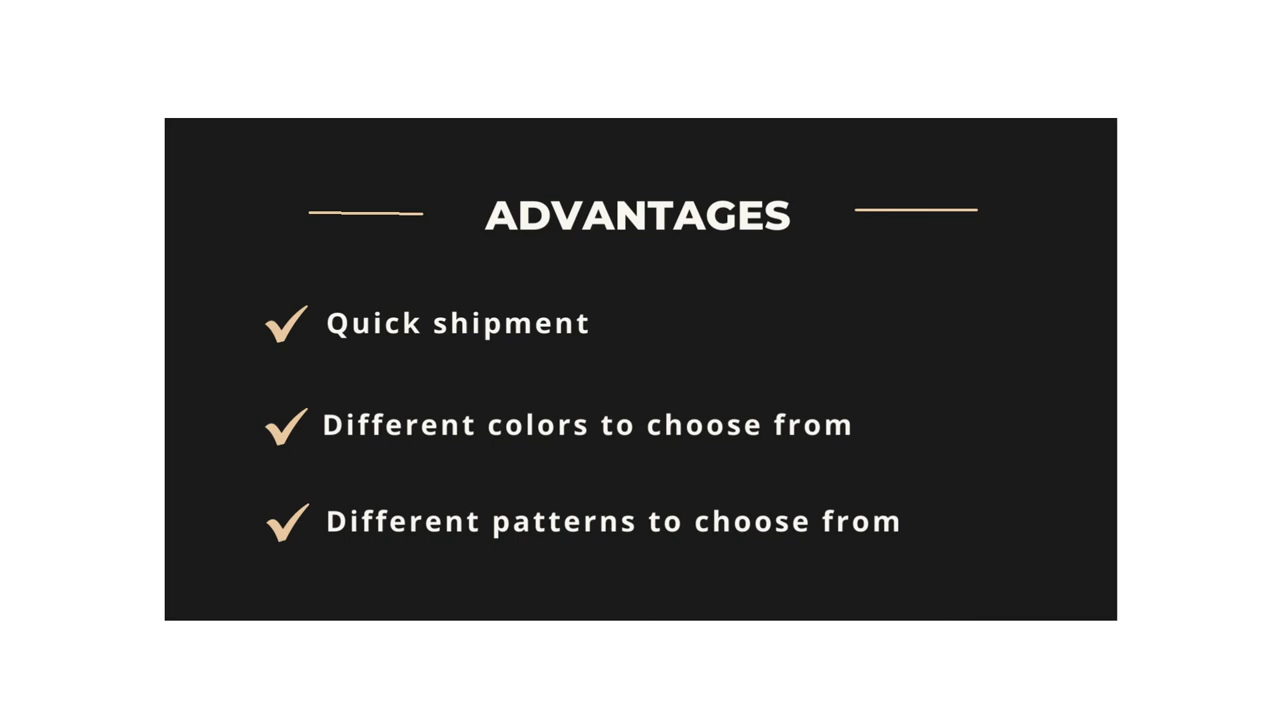 ADVANTAGES
Quick shipment
Different colors to choose from
Different patterns to choose from